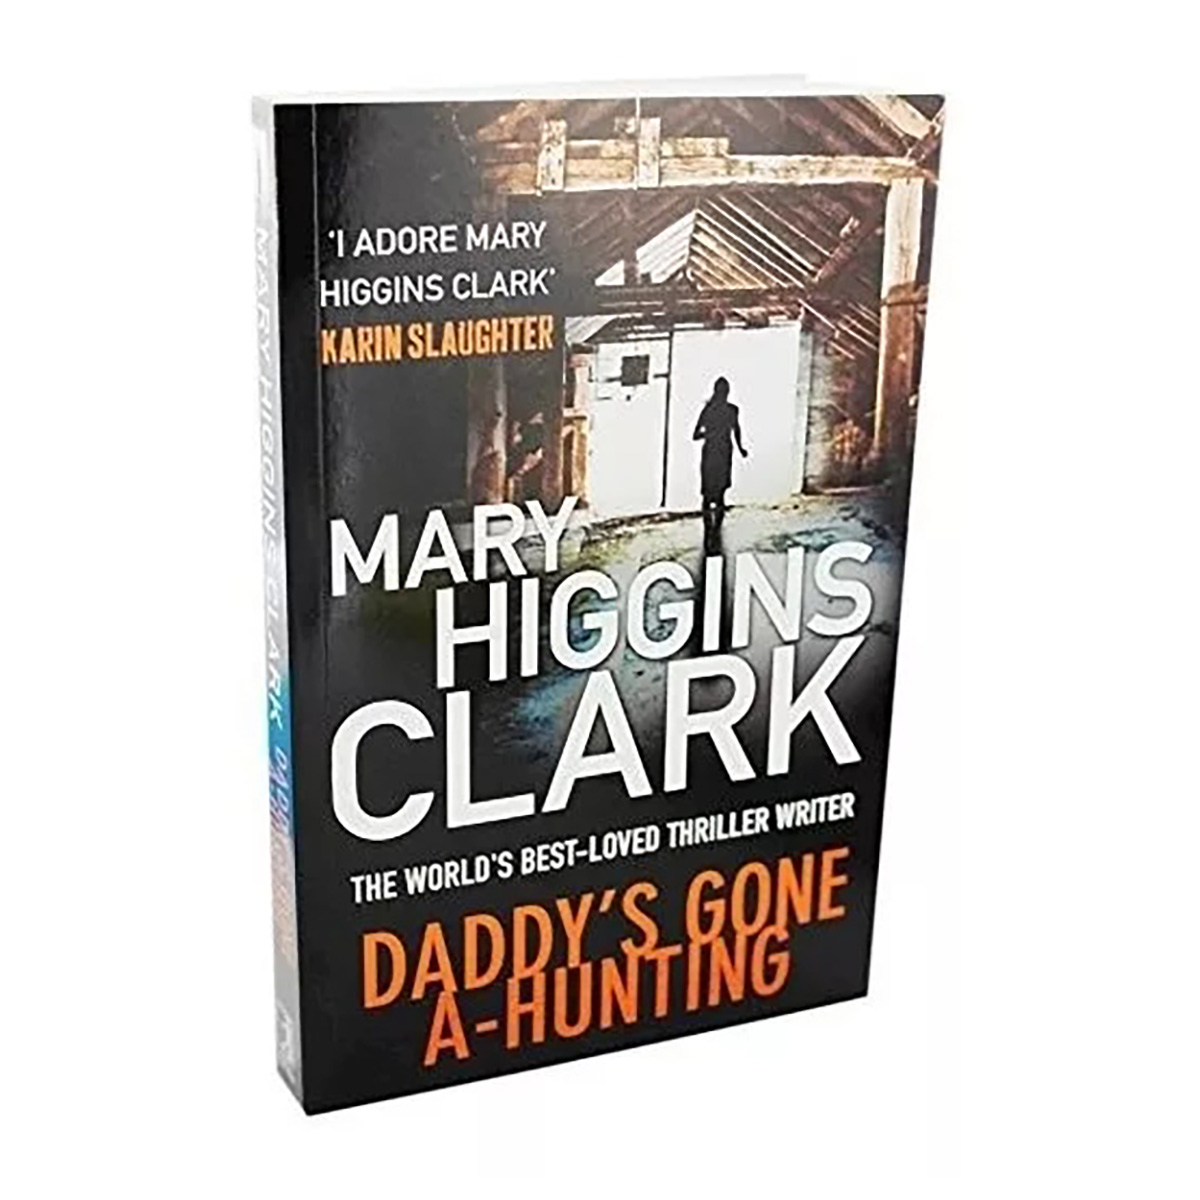 'I ADORE MARY
HIGGINS CLARK'
KARIN SLAUGHTER
MARY
HIGGINS
CLARK
THE WORLD'S BEST-LOVED THRILLER WRITER
DADDY'S GONE
A-HUNTING
MARY HIGGINS CLARK